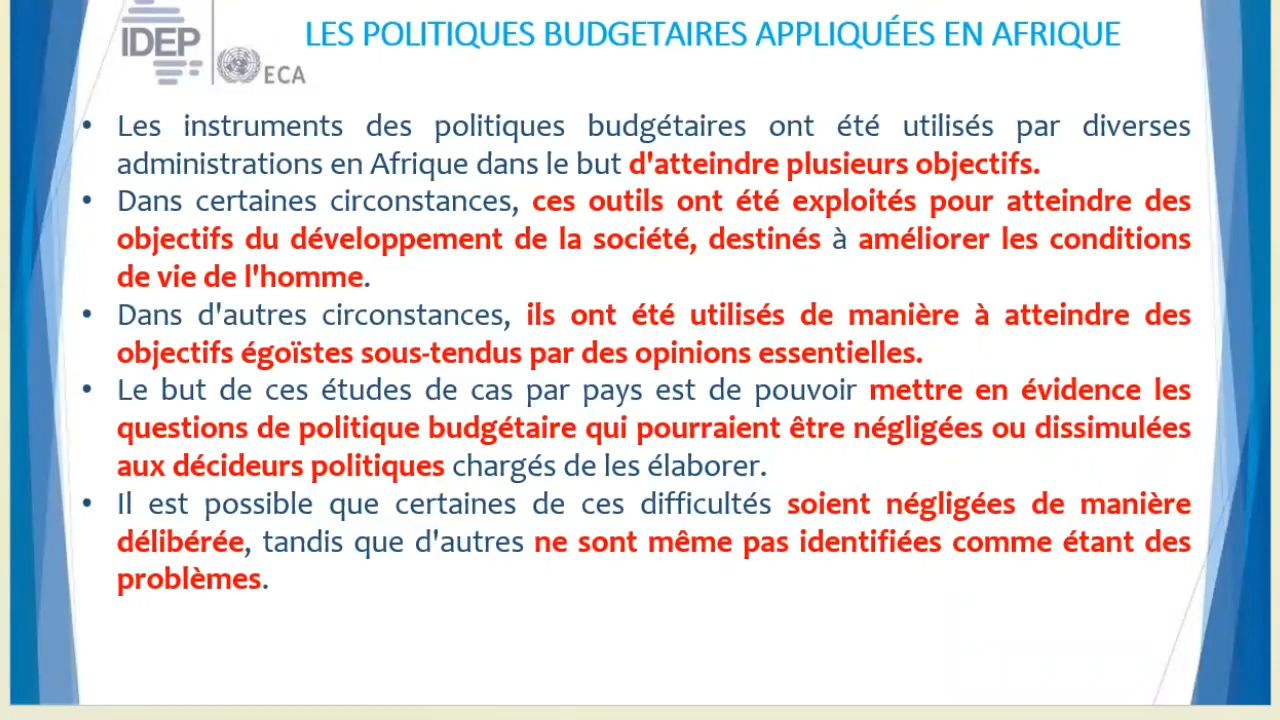 IDEP
ECA
LES POLITIQUES BUDGETAIRES APPLIQUÉES EN AFRIQUE
• Les instruments des politiques budgétaires ont été utilisés par diverses
administrations en Afrique dans le but d'atteindre plusieurs objectifs.
• Dans certaines circonstances, ces outils ont été exploités pour atteindre des
objectifs du développement de la société, destinés à améliorer les conditions
de vie de l'homme.
• Dans d'autres circonstances, ils ont été utilisés de manière à atteindre des
objectifs égoïstes sous-tendus par des opinions essentielles.
• Le but de ces études de cas par pays est de pouvoir mettre en évidence les
questions de politique budgétaire qui pourraient être négligées ou dissimulées
aux décideurs politiques chargés de les élaborer.
• Il est possible que certaines de ces difficultés soient négligées de manière
délibérée, tandis que d'autres ne sont même pas identifiées comme étant des
problèmes.